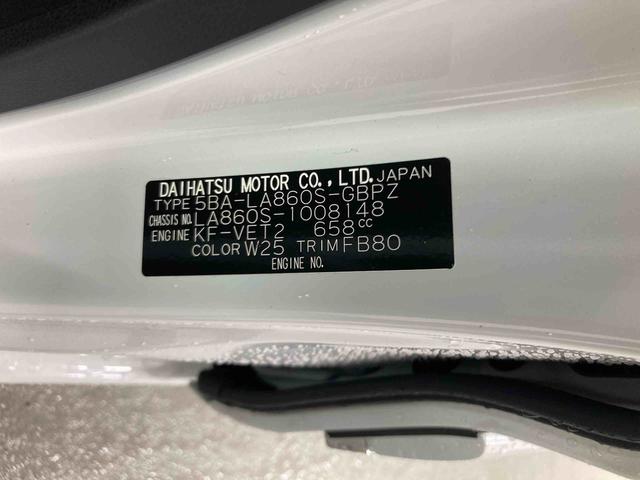 DAIHATSU MOTOR CO.,LTD. JAPAN
TYPE 5BA-LA860S-GBPZ
CHASSIS NO. LA860S-1008148
ENGINE KF-VET2 658cc
COLOR W25 TRIM FB80
ENGINE NO.